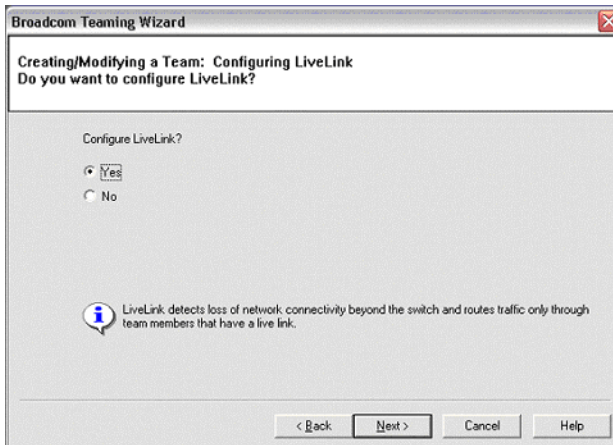 Broadcom Teaming Wizard
Creating/Modifying a Team: Configuring LiveLink
Do you want to configure LiveLink?
Configure LiveLink?
Yes
No
LiveLink detects loss of network connectivity beyond the switch and routes traffic only through
team members that have a live link.
< Back
Next >
Cancel
Help